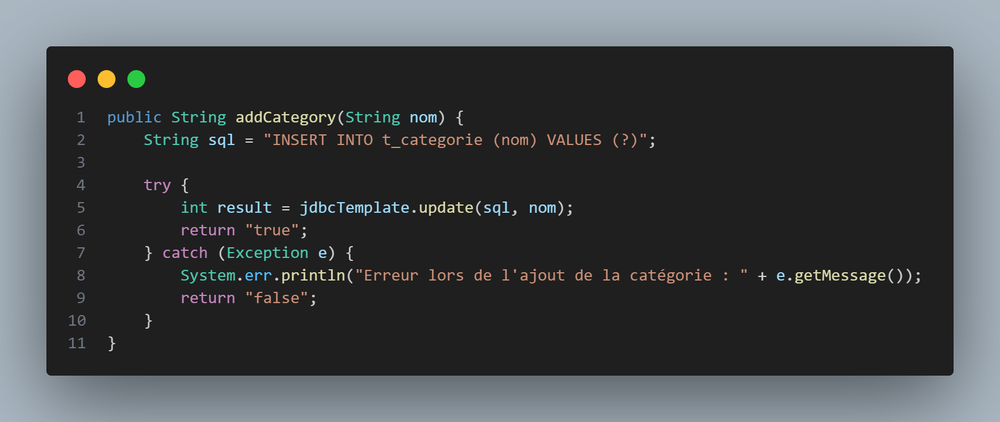 1 public String addCategory(String nom) {
2     String sql = "INSERT INTO t_categorie (nom) VALUES (?)";
3
4     try {
5         int result = jdbcTemplate.update(sql, nom);
6         return "true";
7     } catch (Exception e) {
8         System.err.println("Erreur lors de l'ajout de la catégorie : " + e.getMessage());
9         return "false";
10     }
11 }